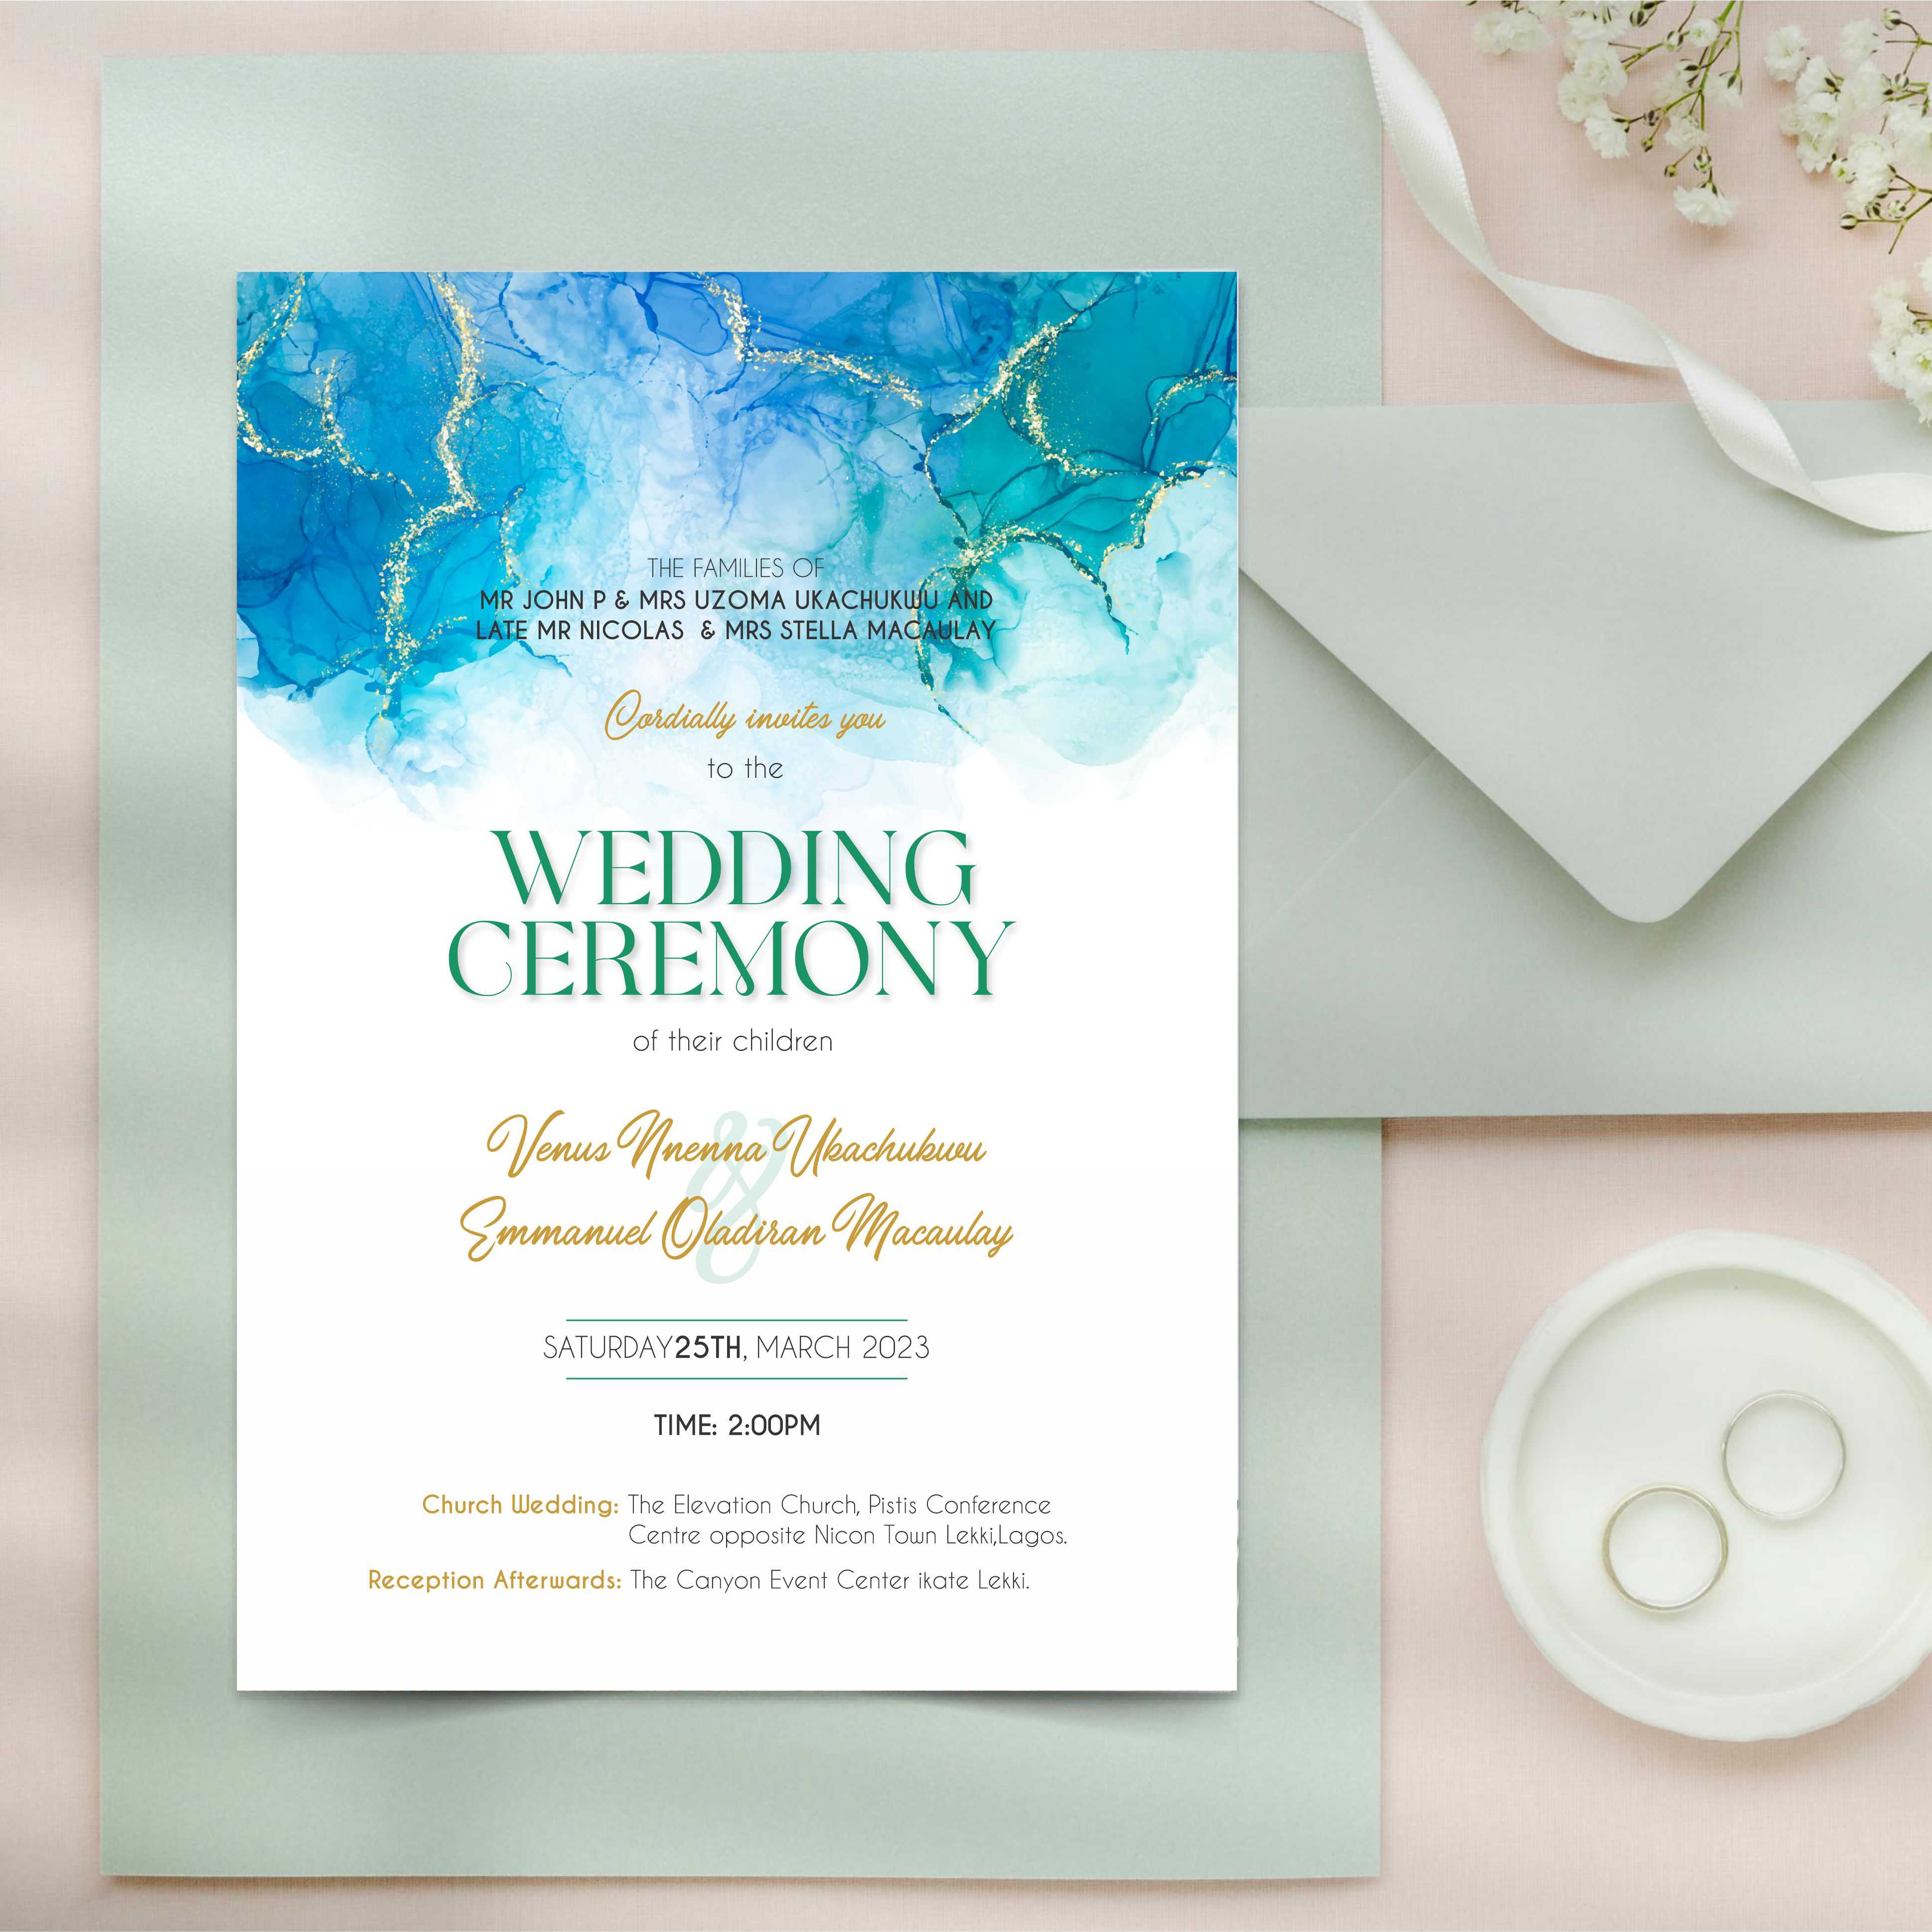 THE FAMILIES OF
MR JOHN P & MRS UZOMA UKACHUKWU AND
LATE MR NICOLAS & MRS STELLA MACAULAY
Cordially invites you
to the
WEDDING
CEREMONY
of their children
Venus Nnenna Ukachukwu
&
Emmanuel Oladiran Macaulay
SATURDAY 25TH, MARCH 2023
TIME: 2:00PM
Church Wedding: The Elevation Church, Pistis Conference
Centre opposite Nicon Town Lekki,Lagos.
Reception Afterwards: The Canyon Event Center ikate Lekki.